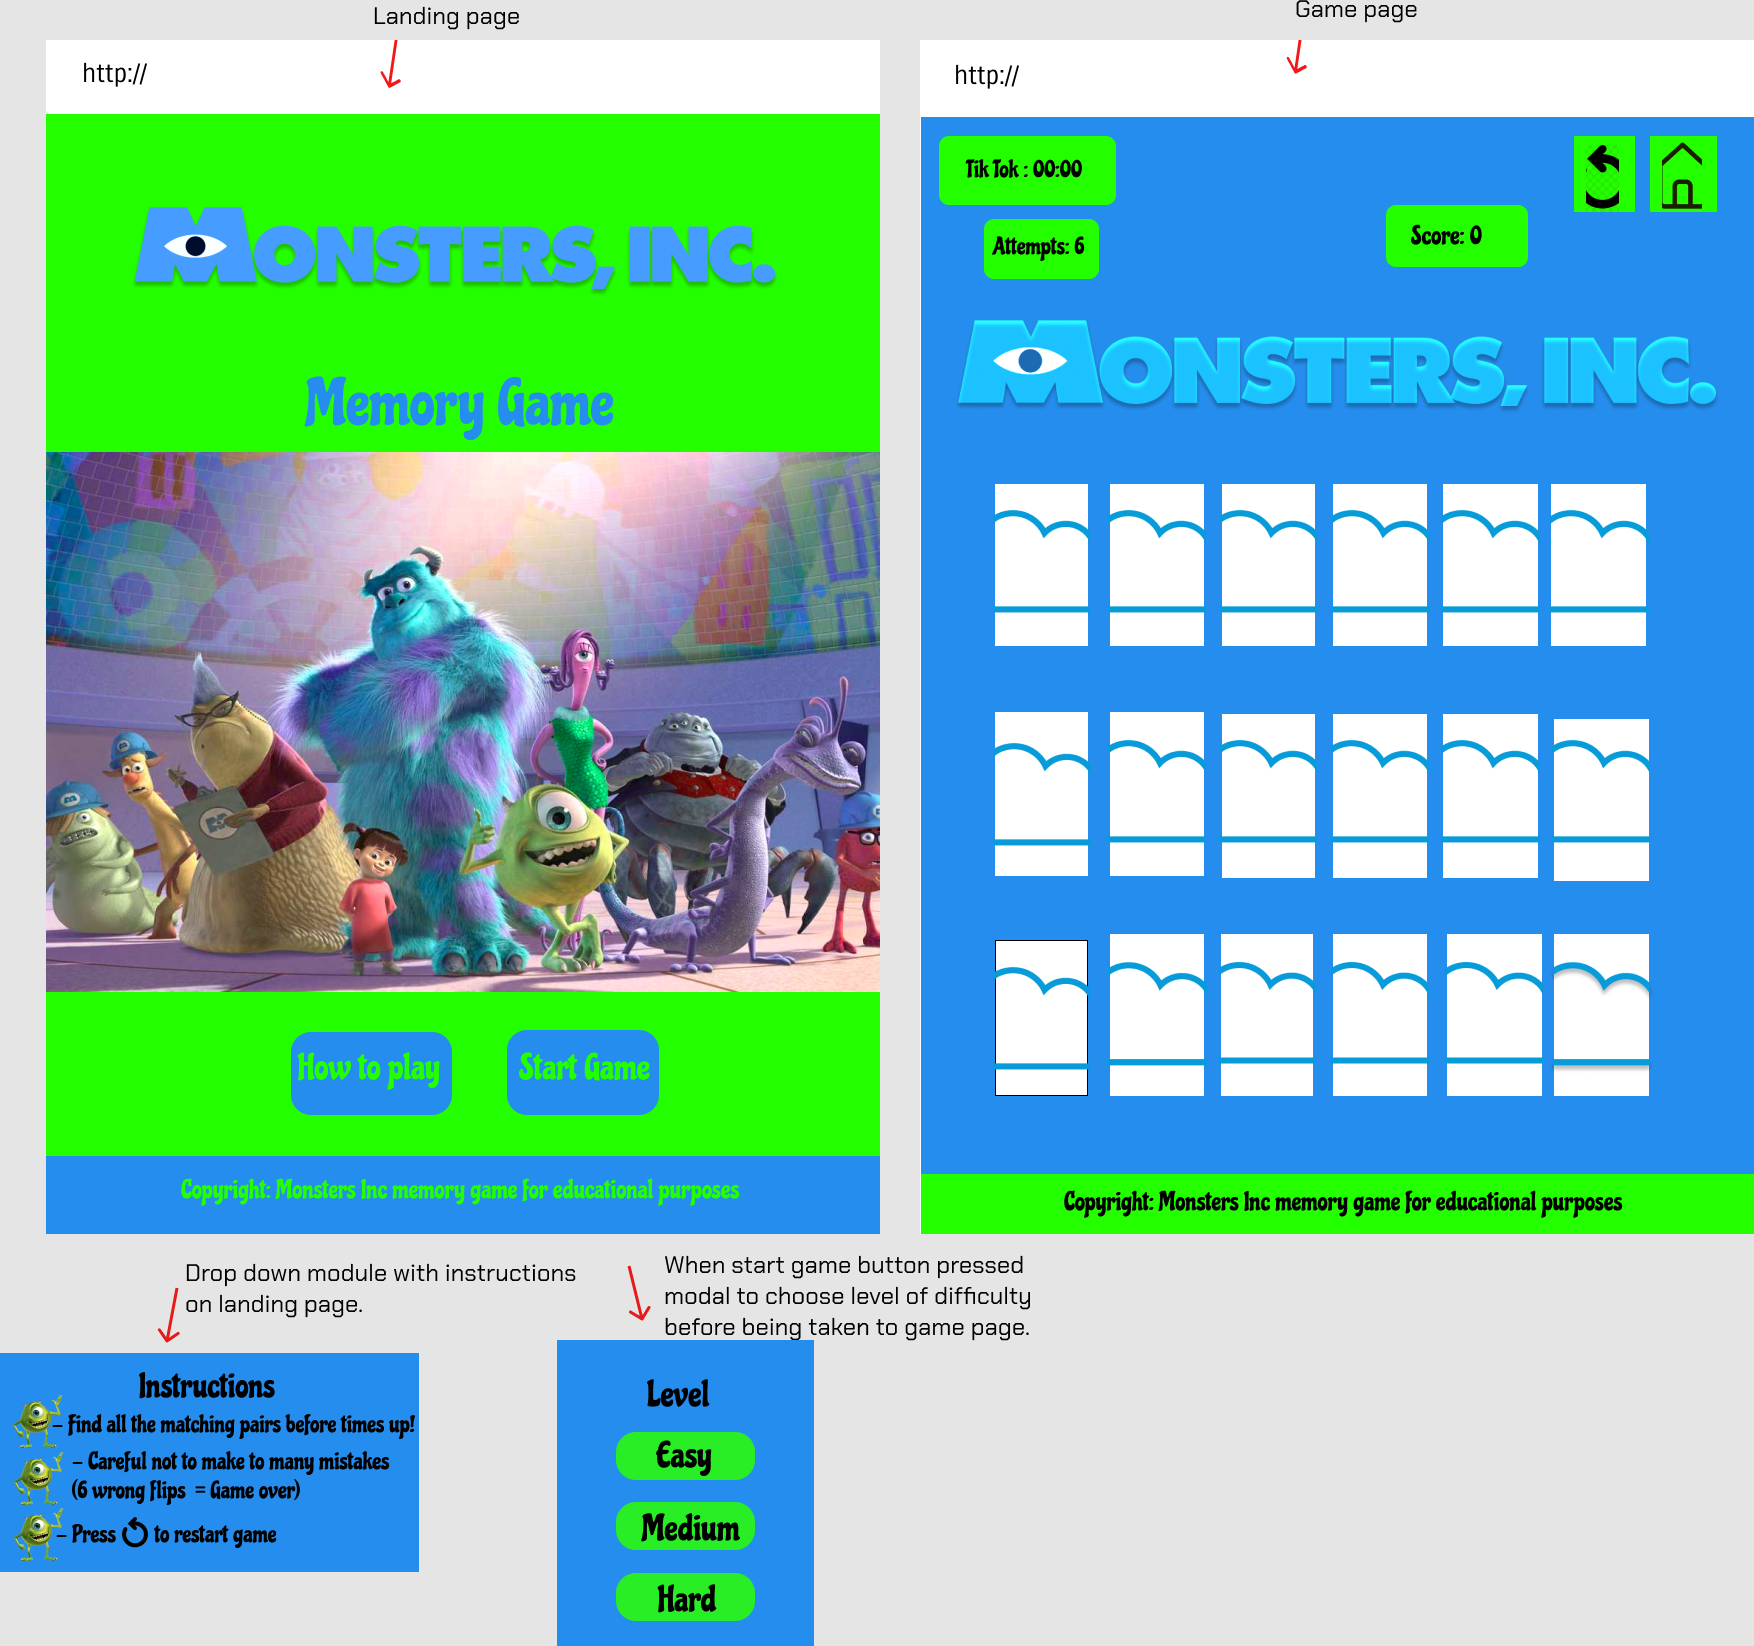 Landing page
http://
MONSTERS, INC.
Memory Game
How to play
Start Game
Copyright: Monsters Inc memory game for educational purposes
Game page
http://
Tik Tok : 00:00
Attempts: 6
Score: 0
MONSTERS, INC.
Copyright: Monsters Inc memory game for educational purposes
Drop down module with instructions
on landing page.
Instructions
- Find all the matching pairs before times up!
- Careful not to make to many mistakes
(6 wrong flips = Game over)
- Press to restart game
When start game button pressed
modal to choose level of difficulty
before being taken to game page.
Level
Easy
Medium
Hard